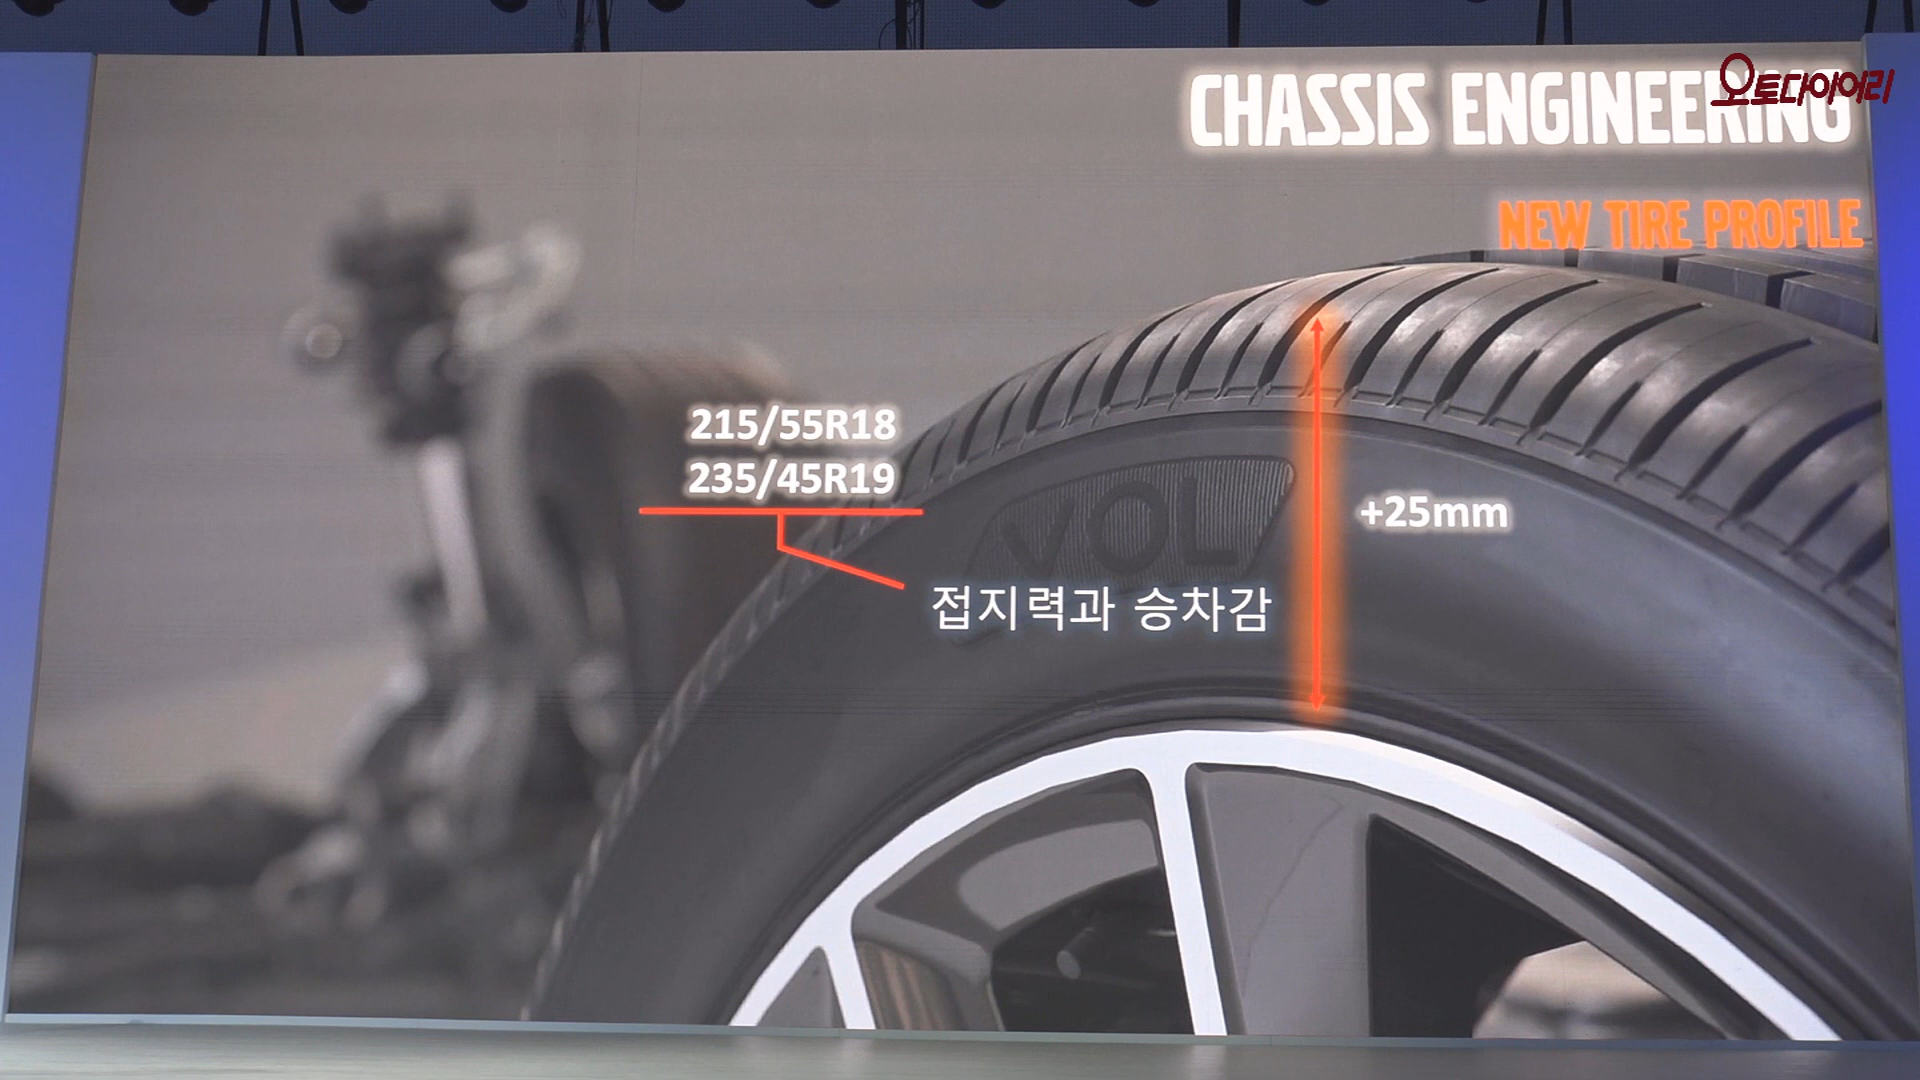 오토다이어리
CHASSIS ENGINEERING
NEW TIRE PROFILE
215/55R18
235/45R19
VOL
+25mm
접지력과 승차감